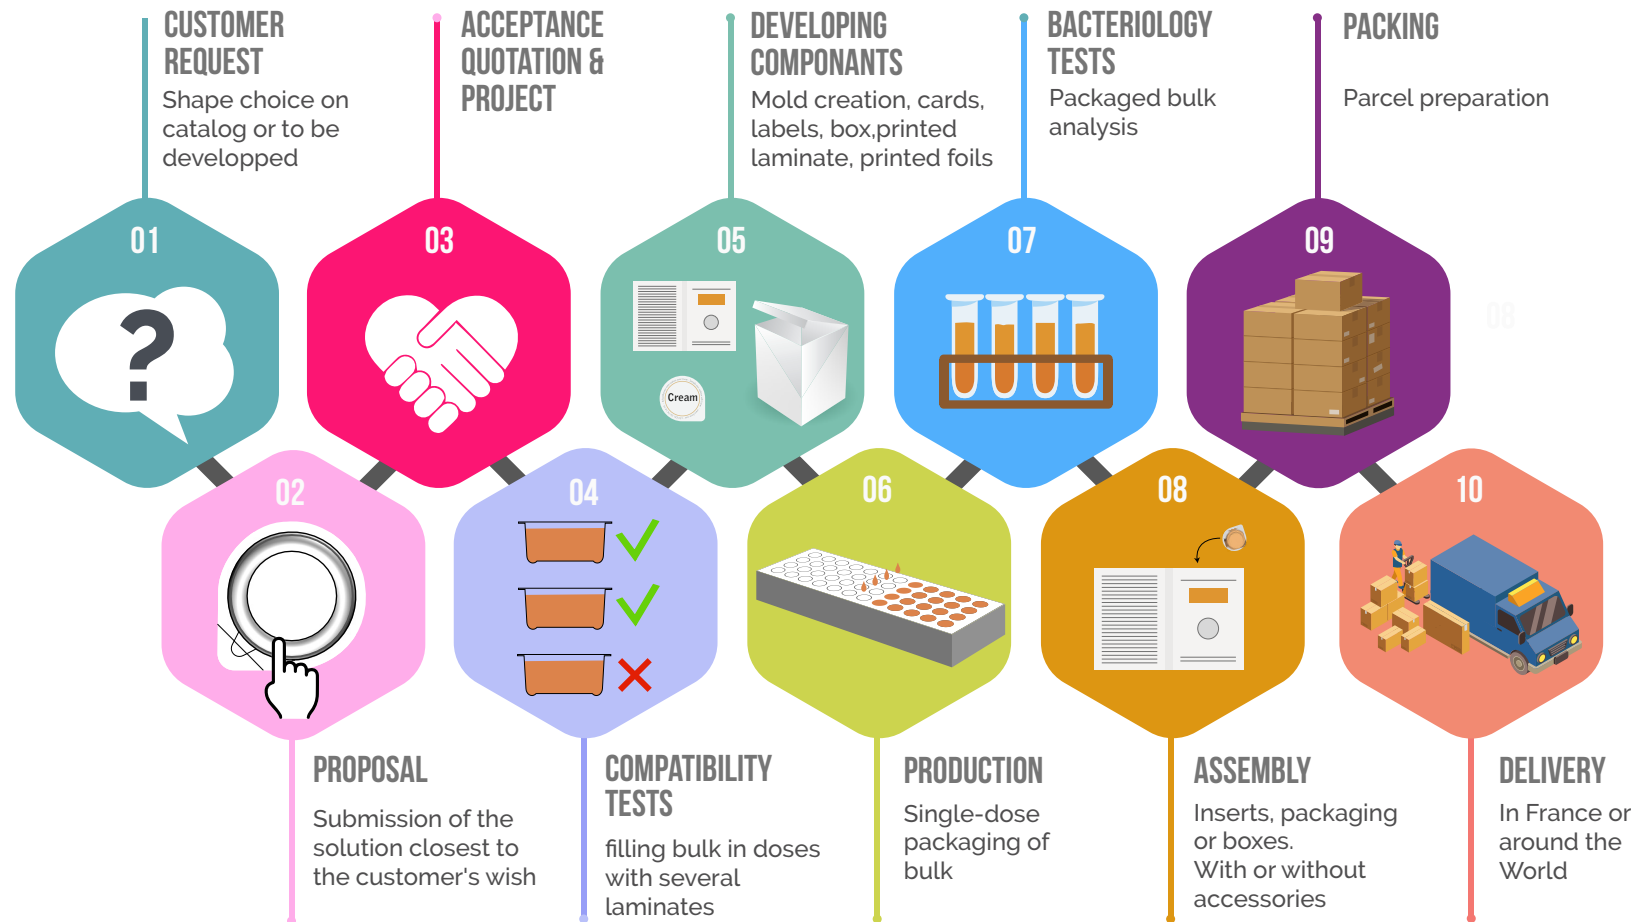 CUSTOMER
REQUEST
Shape choice on
catalog or to be
developped
ACCEPTANCE
QUOTATION &
PROJECT
DEVELOPING
COMPONANTS
Mold creation, cards,
labels, box,printed
laminate, printed foils
BACTERIOLOGY
TESTS
Packaged bulk
analysis
PACKING
Parcel preparation
01
03
05
Cream
07
09
08
02
04
06
08
10
PROPOSAL
Submission of the
solution closest to
the customer's wish
COMPATIBILITY
TESTS
filling bulk in doses
with several
laminates
PRODUCTION
Single-dose
packaging of
bulk
ASSEMBLY
Inserts, packaging
or boxes.
With or without
accessories
DELIVERY
In France or
around the
World